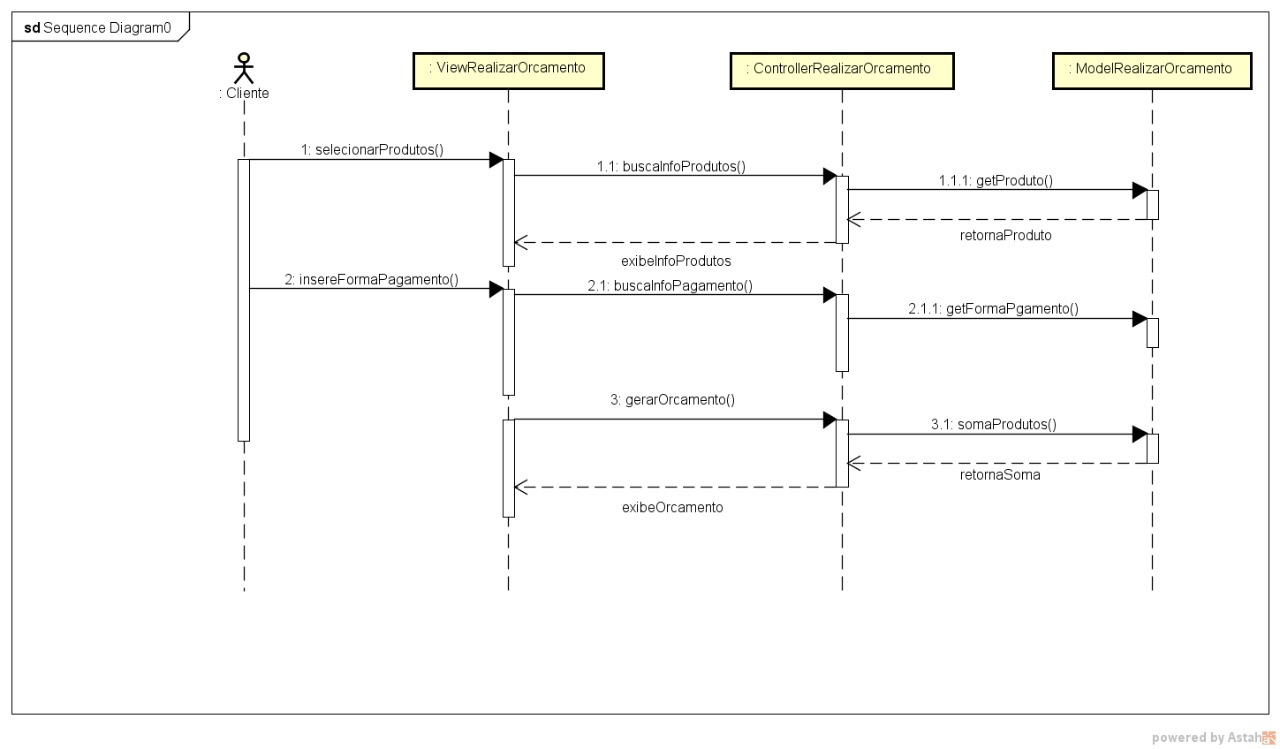 sd Sequence Diagram0
: Cliente
: ViewRealizarOrcamento
: ControllerRealizarOrcamento
: ModelRealizarOrcamento
1: selecionarProdutos()
1.1: buscaInfoProdutos()
1.1.1: getProduto()
retornaProduto
exibeInfoProdutos
2: insereFormaPagamento()
2.1: buscaInfoPagamento()
2.1.1: getFormaPgamento()
3: gerarOrcamento()
3.1: somaProdutos()
retornaSoma
exibeOrcamento
powered by Astah